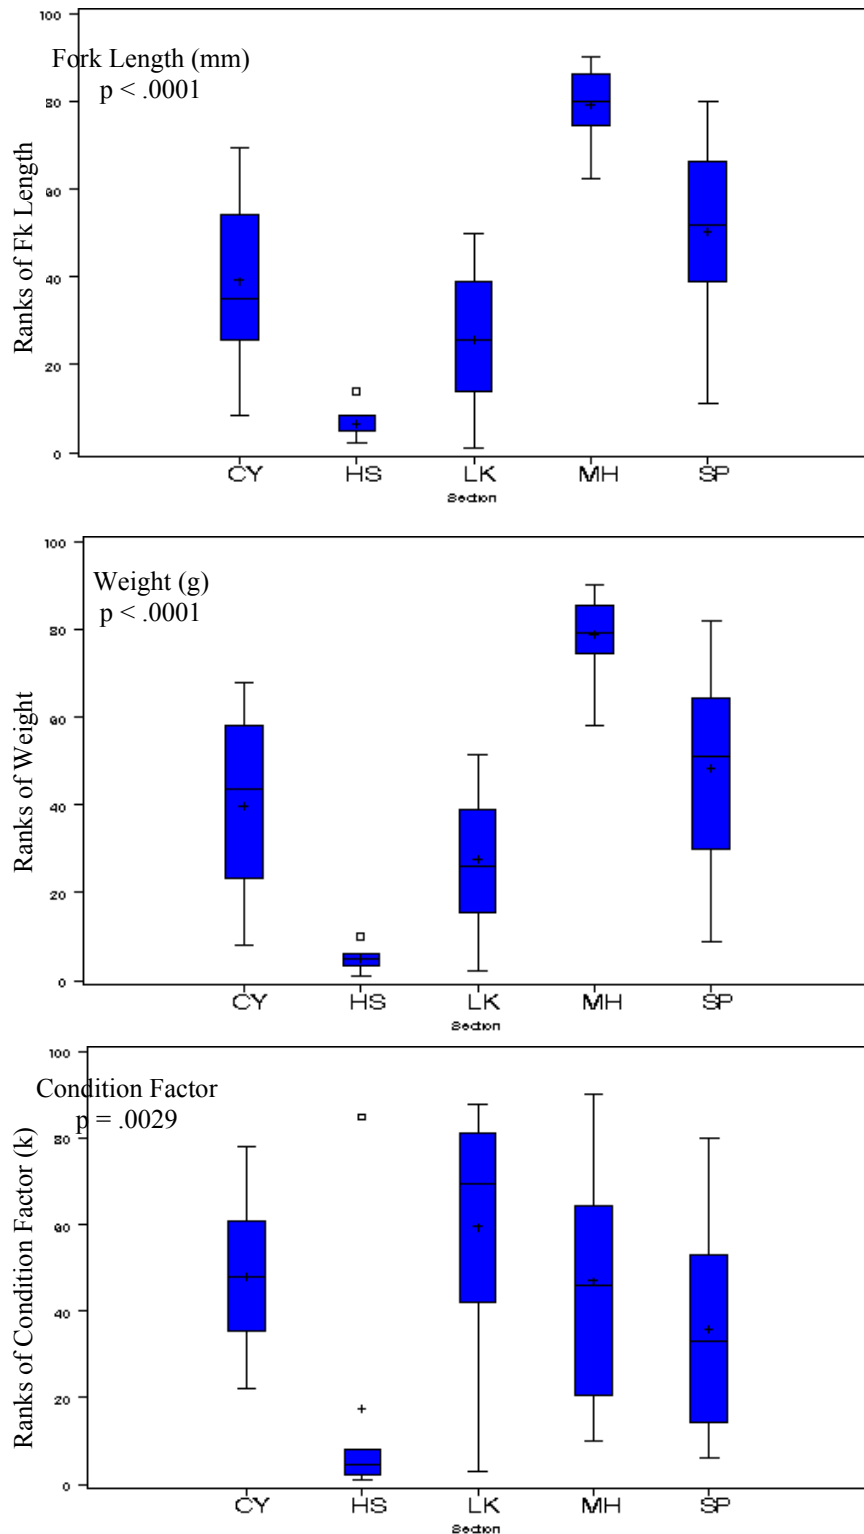 100
Fork Length (mm)
p < .0001
80
60
40
20
0
Ranks of Fk Length
CY HS LK MH SP
Section
100
Weight (g)
p < .0001
80
60
40
20
0
Ranks of Weight
CY HS LK MH SP
Section
100
Condition Factor
p = .0029
80
60
40
20
0
Ranks of Condition Factor (k)
CY HS LK MH SP
Section